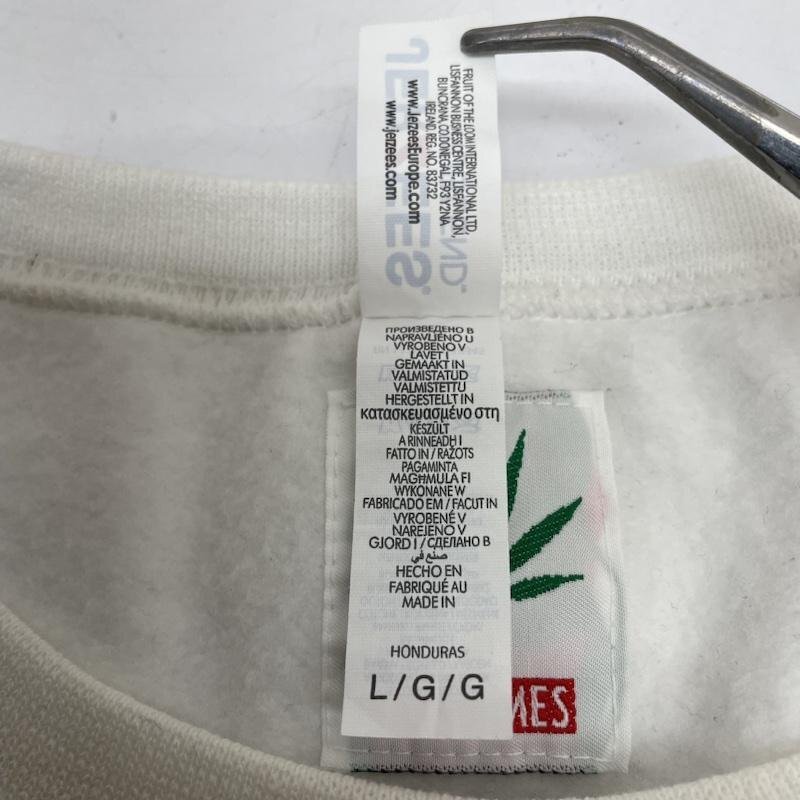 FRUIT OF THE LOOM INTERNATIONAL LTD,
LISFANNON BUSINESS CENTRE, LISFANNON,
BUNCRANA, CO DONEGAL, F93 Y2NA
IRELAND. REG. NO. 83732
www.JerzeesEurope.com
www.jerzees.com
ПРОИЗВЕДЕНО В
NAPRAVLJENO U
VYROBENO V
LAVET I
GEMAAKT IN
VALMISTATUD
VALMISTETTU
HERGESTELLT IN
κατασκευασμένο στη
KÉSZÜLT
A RINNEADH I
FATTO IN / RAŽOTS
PAGAMINTA
MAGĦMULA FI
WYKONANE W
FABRICADO EM / FACUT IN
VYROBENÉ V
NAREJENO V
GJORD I / СДЕЛАНО В
صنع في
HECHO EN
FABRIQUÉ AU
MADE IN
HONDURAS
L/G/G